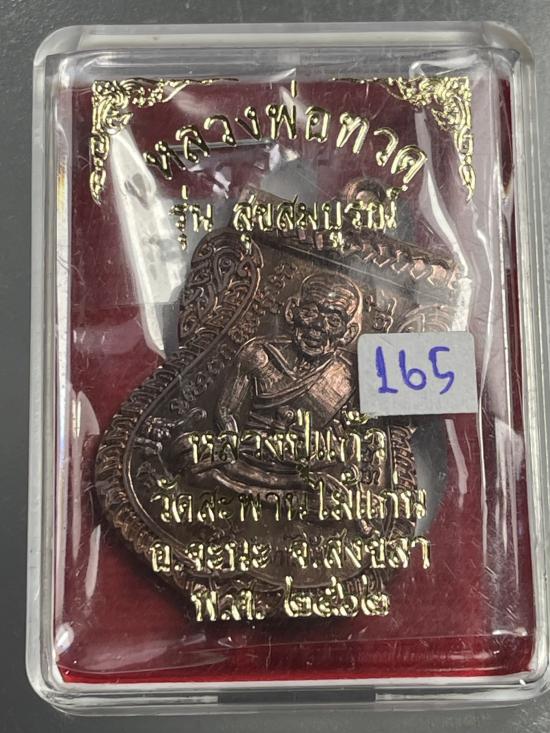 หลวงพ่อทวด
รุ่น สุขสมบูรณ์
165
หลวงปู่แก้ว
วัดสะพานไม้แก่น
อ.จะนะ จ.สงขลา
พ.ศ. ๒๕๖๒